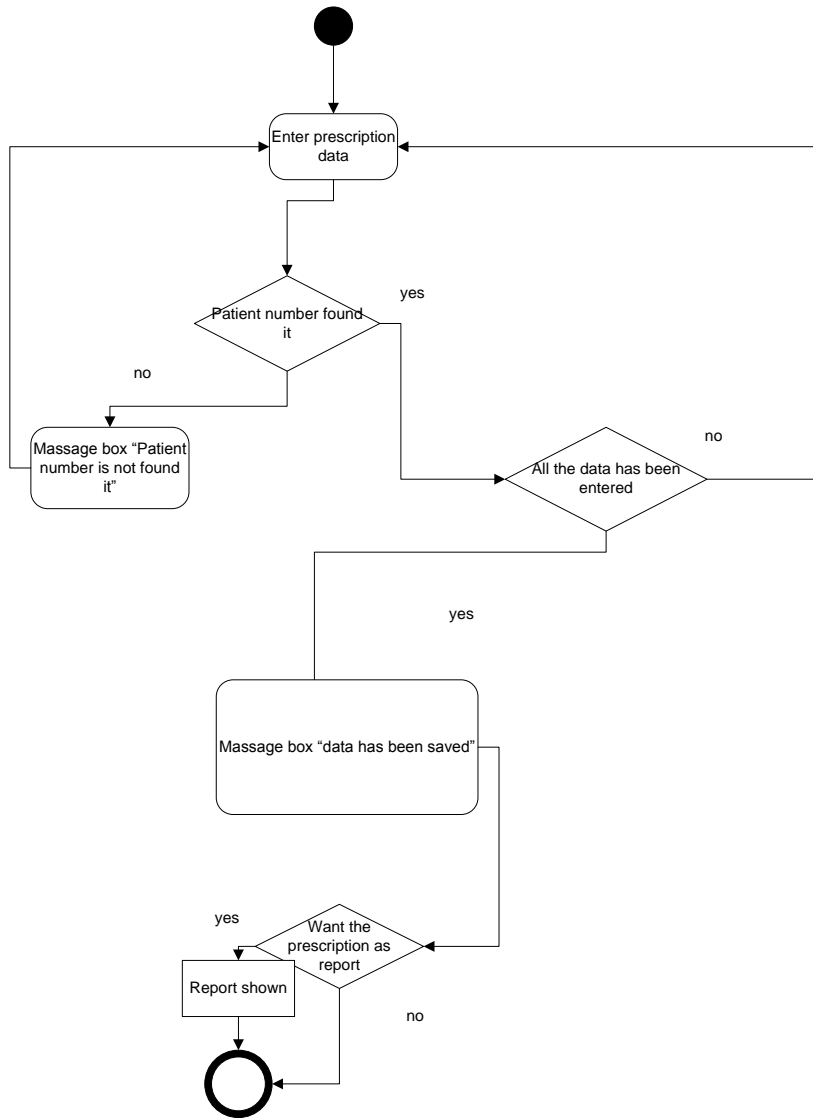 Enter prescription
data
yes
Patient number found
it
no
Massage box “Patient
number is not found
it”
no
All the data has been
entered
yes
Massage box “data has been saved”
yes
Want the
prescription as
report
Report shown
no